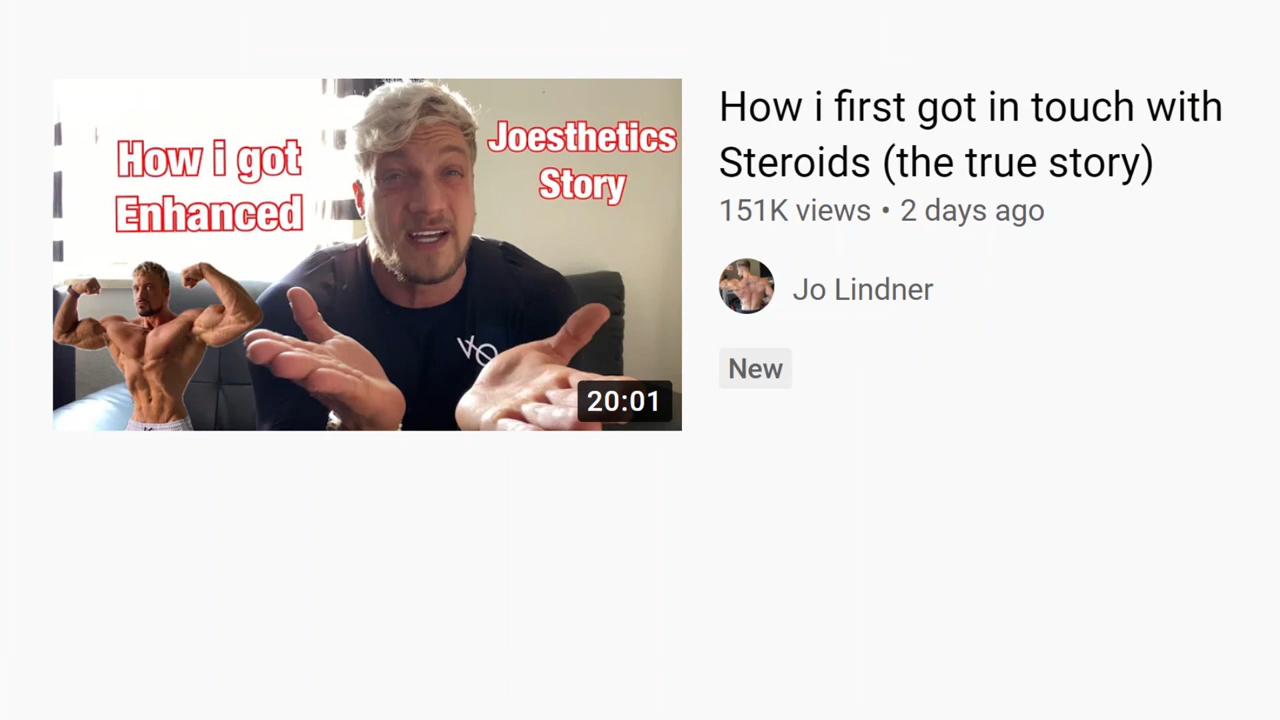 How i got
Enhanced
Joesthetics
Story
20:01
How i first got in touch with
Steroids (the true story)
151K views • 2 days ago
Jo Lindner
New